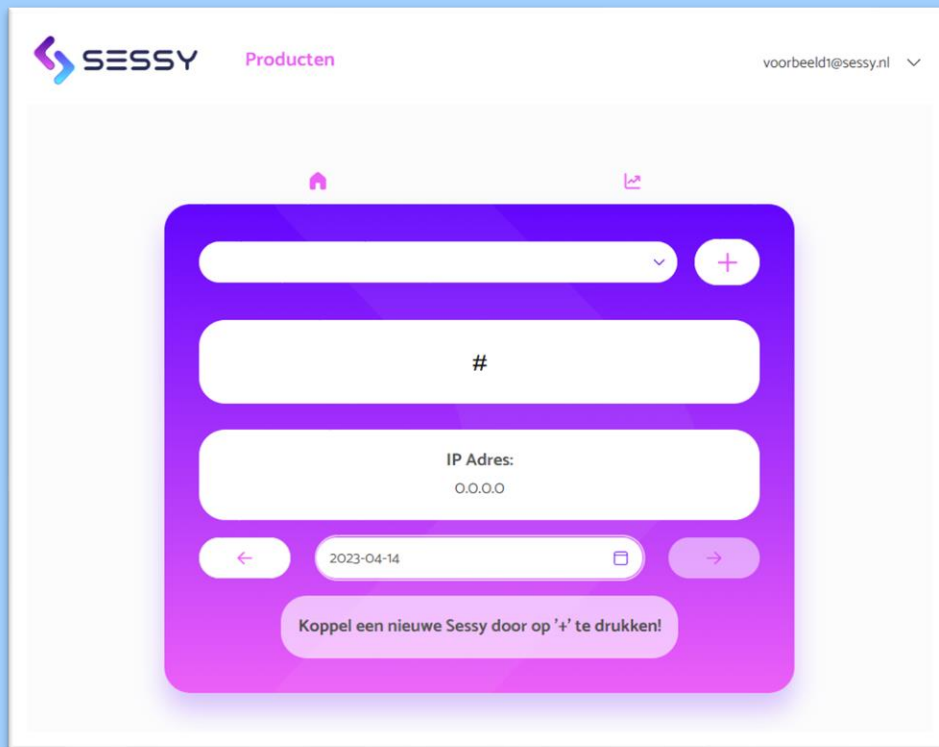 SESSY
Producten
voorbeeld1@sessy.nl
#
IP Adres:
0.0.0.0
2023-04-14
Koppel een nieuwe Sessy door op '+' te drukken!